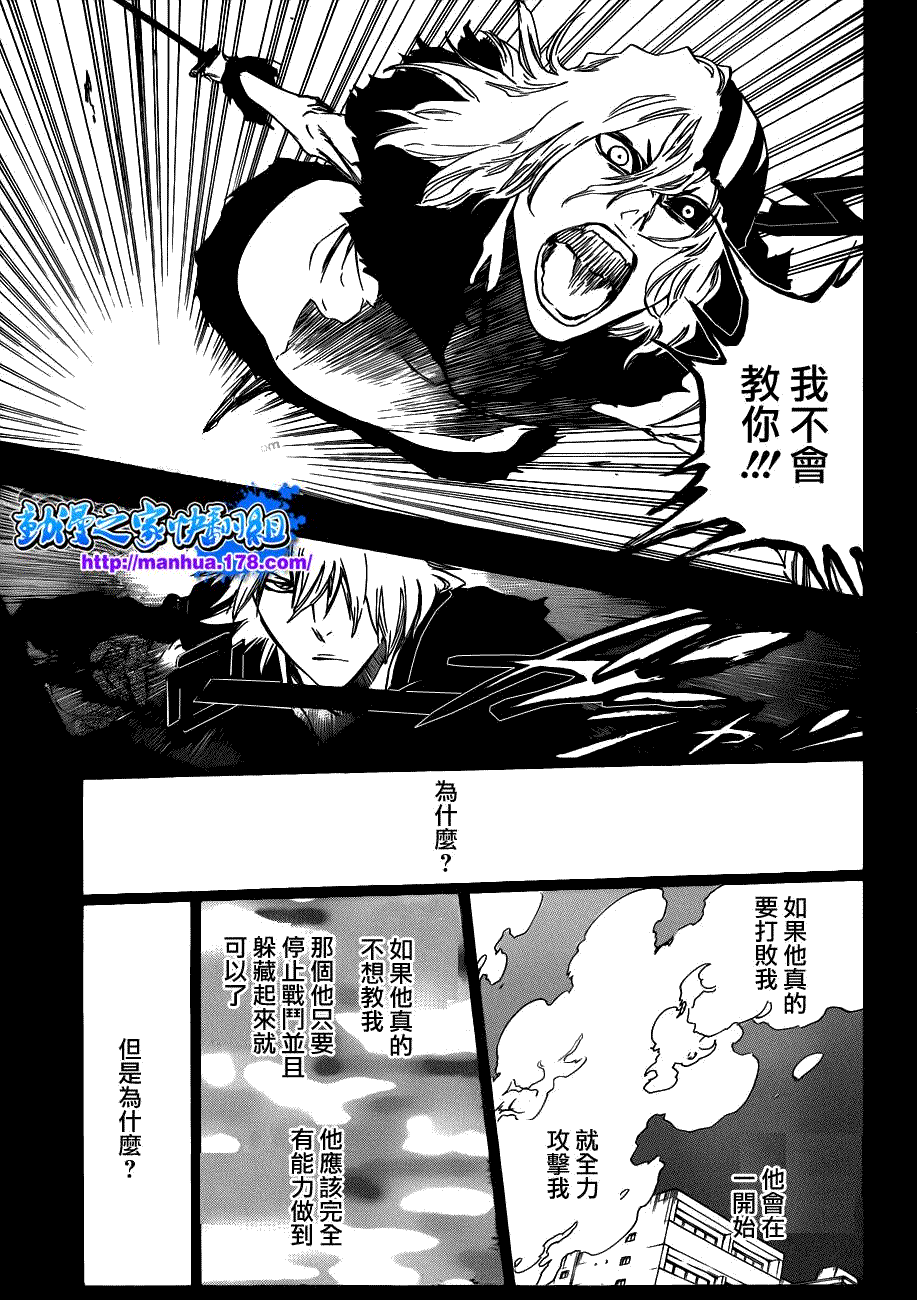 我不會
教你!!!
動漫之家快翻組
http://manhua.178.com/
為什麼?
如果他真的
要打敗我
他會在
一開始
就全力
攻擊我
如果他真的
不想教我
那個他只要
停止戰鬥並且
躲藏起來就
可以了
他應該完全
有能力做到
但是為什麼?